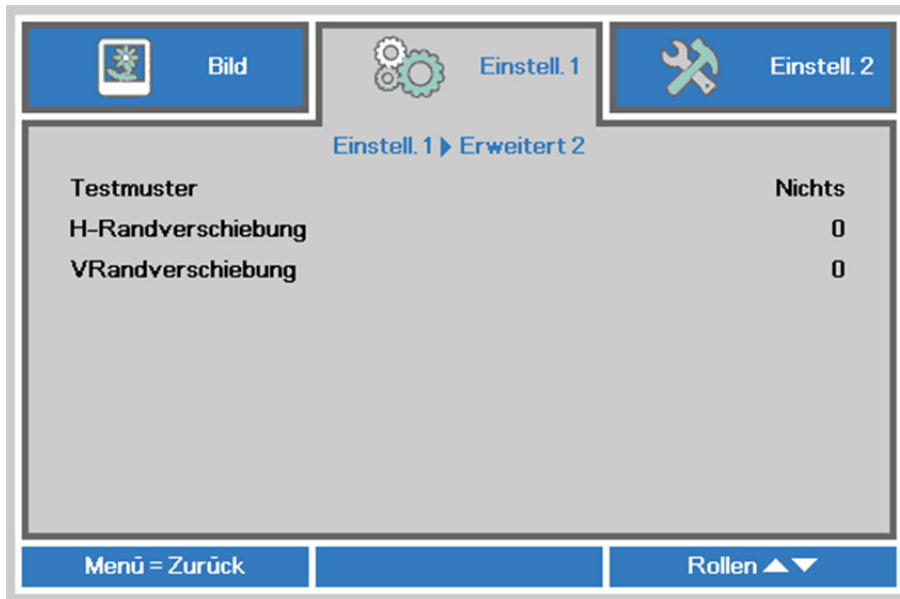 Bild
Einstell. 1
Einstell. 2
Einstell. 1 ▶ Erweitert 2
Testmuster Nichts
H-Randverschiebung 0
VRandverschiebung 0
Menü = Zurück
Rollen ▲▼